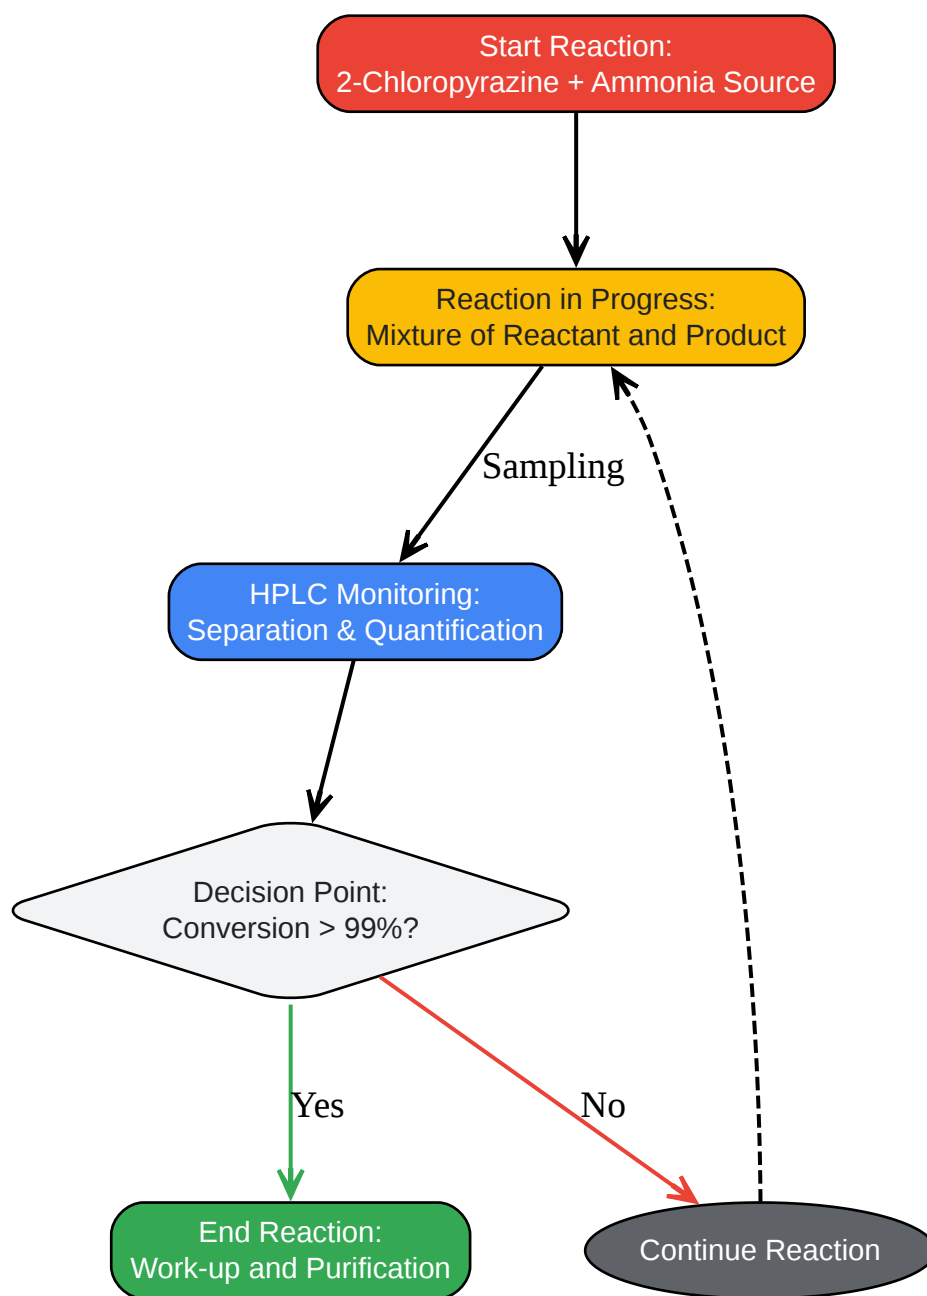 Start Reaction:
2-Chloropyrazine + Ammonia Source
Reaction in Progress:
Mixture of Reactant and Product
Sampling
HPLC Monitoring:
Separation & Quantification
Decision Point:
Conversion > 99%?
Yes
No
End Reaction:
Work-up and Purification
Continue Reaction